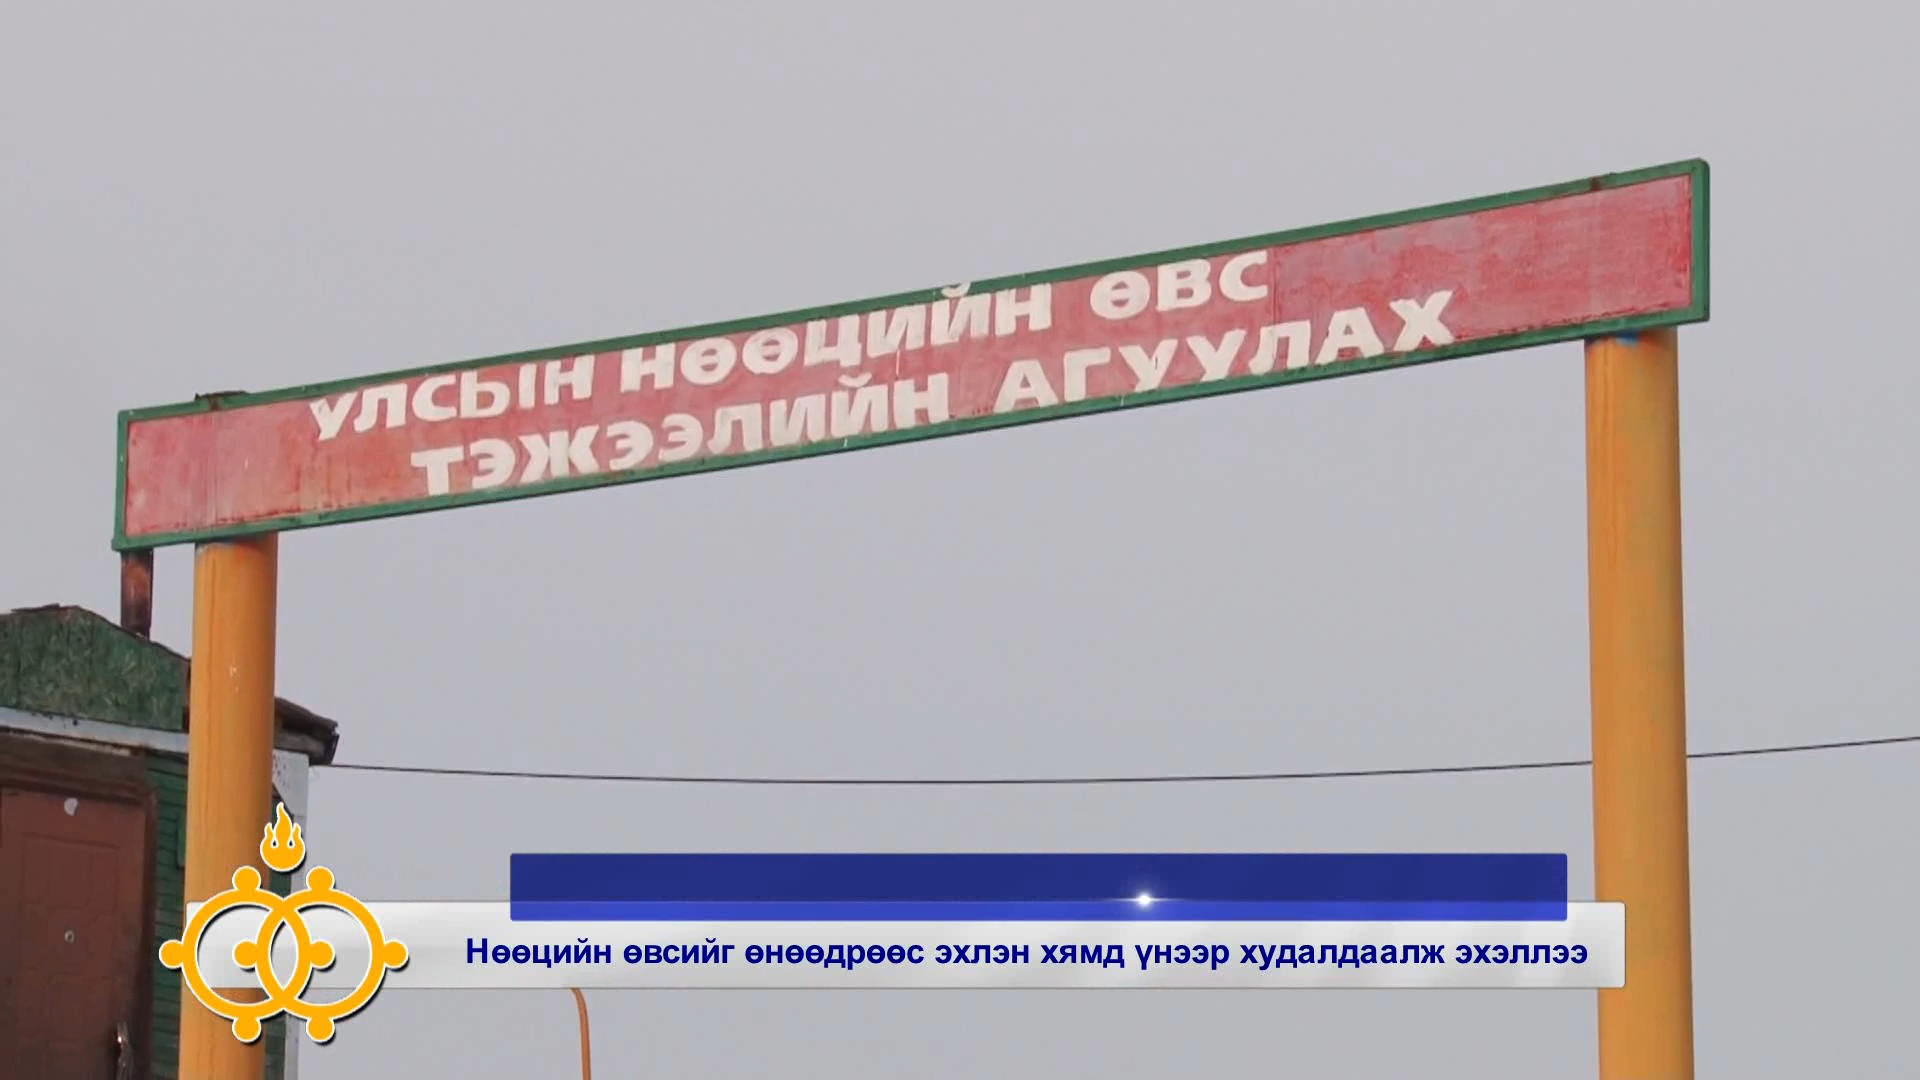 УЛСЫН НӨӨЦИЙН ӨВС
ТЭЖЭЭЛИЙН АГУУЛАХ
Нөөцийн өвсийг өнөөдрөөс эхлэн хямд үнээр худалдаалж эхэллээ